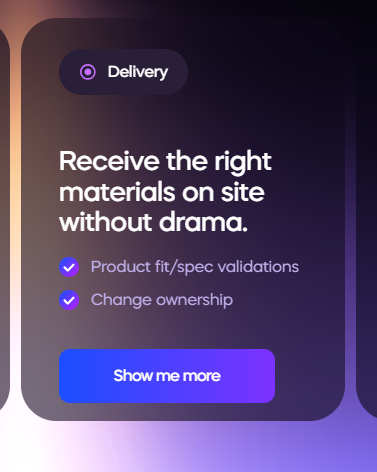 Delivery
Receive the right
materials on site
without drama.
Product fit/spec validations
Change ownership
Show me more